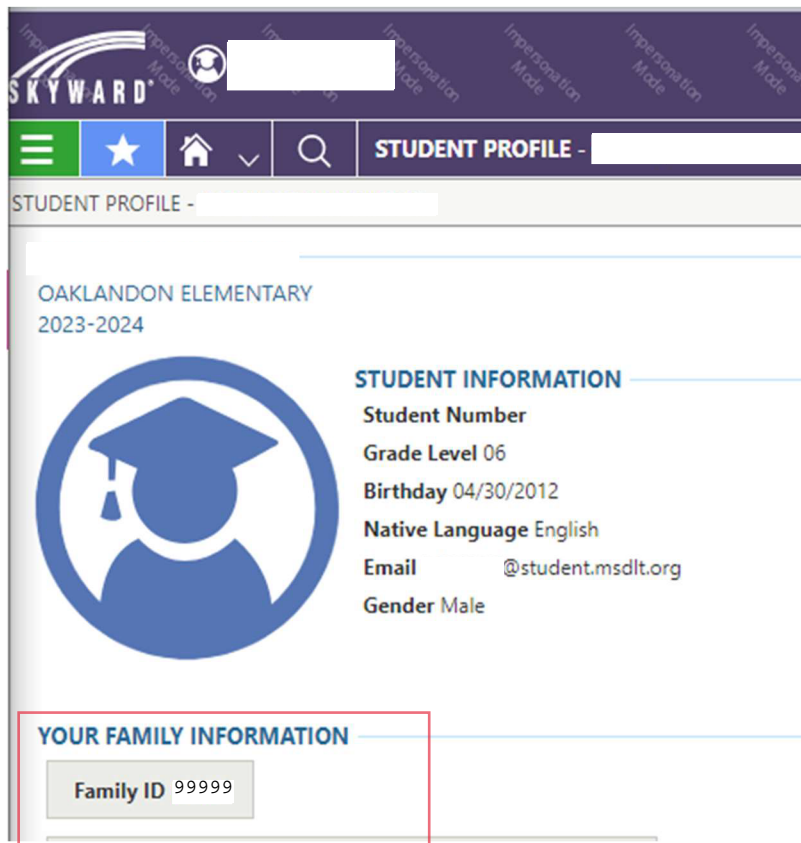 Impersonation Mode Impersonation Mode Impersonation Mode Impersonation Mode Impersonation Mode
SKYWARD
STUDENT PROFILE -
STUDENT PROFILE -
OAKLANDON ELEMENTARY
2023-2024
STUDENT INFORMATION
Student Number
Grade Level 06
Birthday 04/30/2012
Native Language English
Email @student.msdlt.org
Gender Male
YOUR FAMILY INFORMATION
Family ID 99999